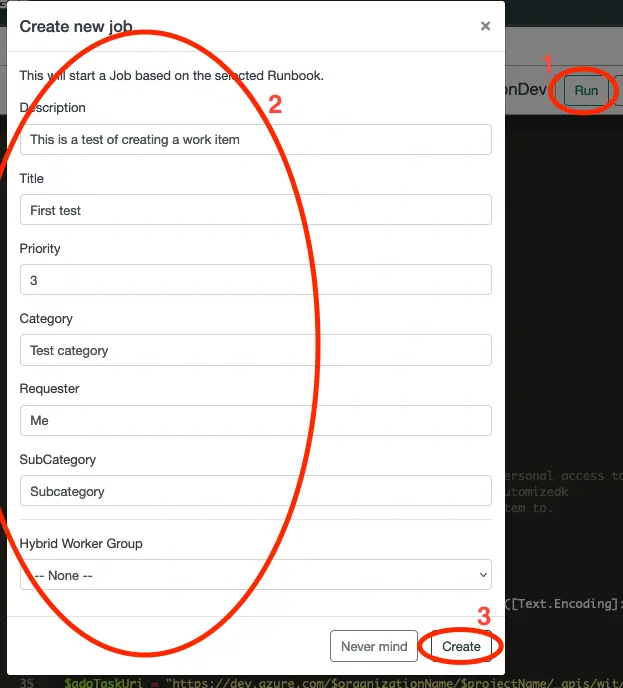 Create new job
×
1
onDev
Run
This will start a Job based on the selected Runbook.
2
Description
This is a test of creating a work item
Title
First test
Priority
3
Category
Test category
Requester
Me
SubCategory
Subcategory
ersonal access to
utomizedk
tem to.
Hybrid Worker Group
-- None --
([Text.Encoding]:
3
Never mind
Create
35 $adoTaskUri = "https://dev.azure.com/$organizationName/$projectName/_apis/wit/